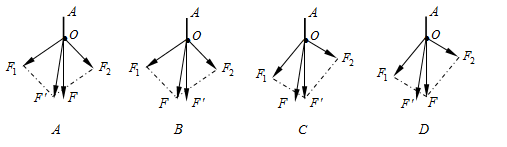 A A A A
O O O O
F₁ F₂ F₁ F₂ F₁ F₂ F₁ F₂
F' F F F' F F' F' F
A B C D